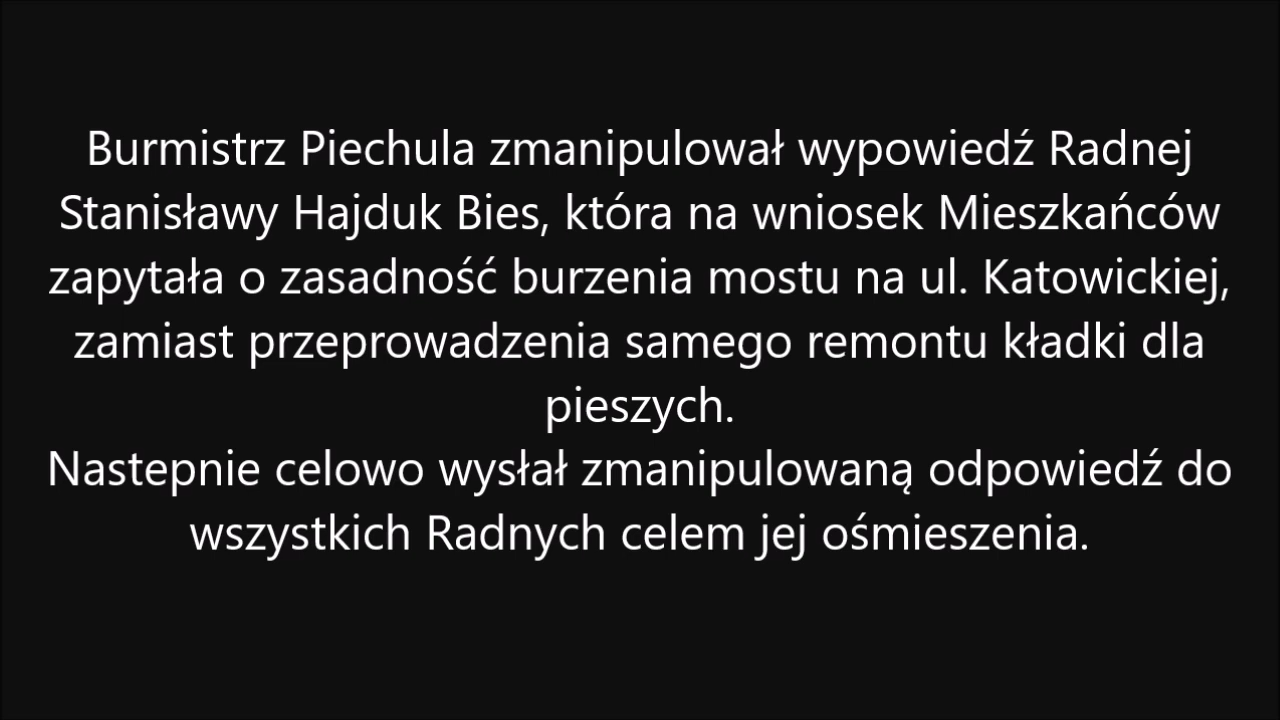 Burmistrz Piechula zmanipulował wypowiedź Radnej
Stanisławy Hajduk Bies, która na wniosek Mieszkańców
zapytała o zasadność burzenia mostu na ul. Katowickiej,
zamiast przeprowadzenia samego remontu kładki dla
pieszych.
Nastepnie celowo wysłał zmanipulowaną odpowiedź do
wszystkich Radnych celem jej ośmieszenia.